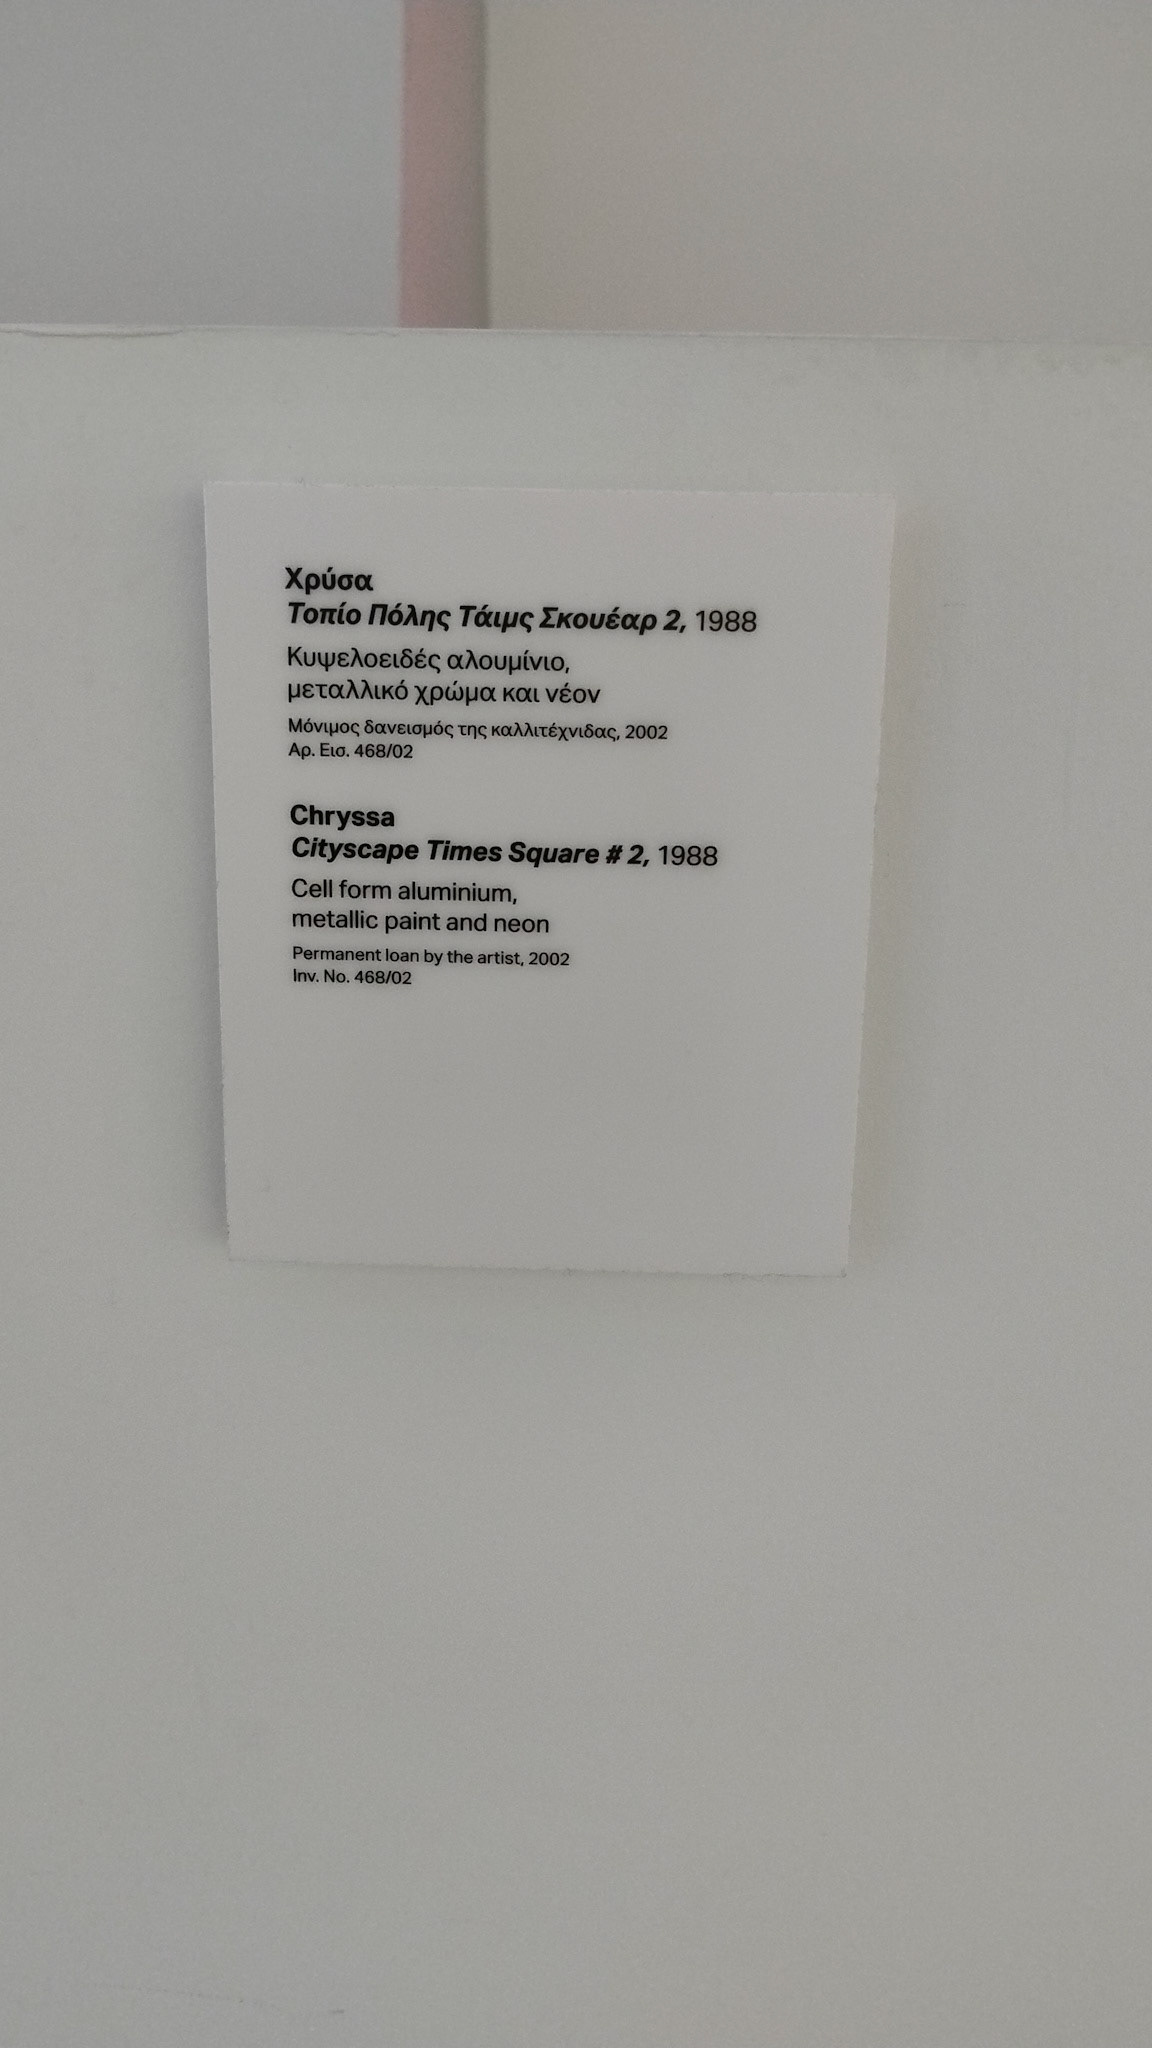 Χρύσα
Τοπίο Πόλης Τάιμς Σκουέαρ 2, 1988
Κυψελοειδές αλουμίνιο,
μεταλλικό χρώμα και νέον
Μόνιμος δανεισμός της καλλιτέχνιδας, 2002
Αρ. Εισ. 468/02
Chryssa
Cityscape Times Square # 2, 1988
Cell form aluminium,
metallic paint and neon
Permanent loan by the artist, 2002
Inv. No. 468/02